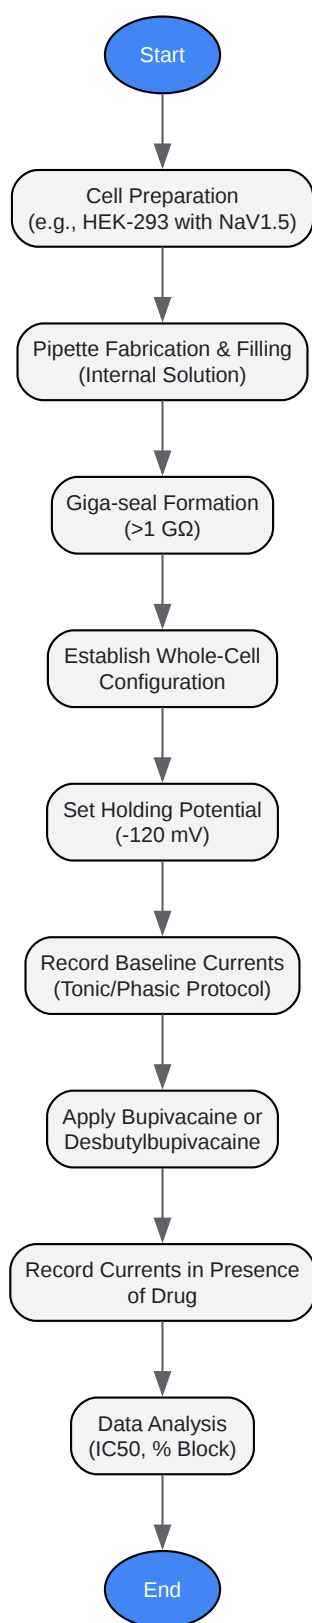 Start
Cell Preparation
(e.g., HEK-293 with NaV1.5)
Pipette Fabrication & Filling
(Internal Solution)
Giga-seal Formation
(>1 GΩ)
Establish Whole-Cell
Configuration
Set Holding Potential
(-120 mV)
Record Baseline Currents
(Tonic/Phasic Protocol)
Apply Bupivacaine or
Desbutylbupivacaine
Record Currents in Presence
of Drug
Data Analysis
(IC50, % Block)
End